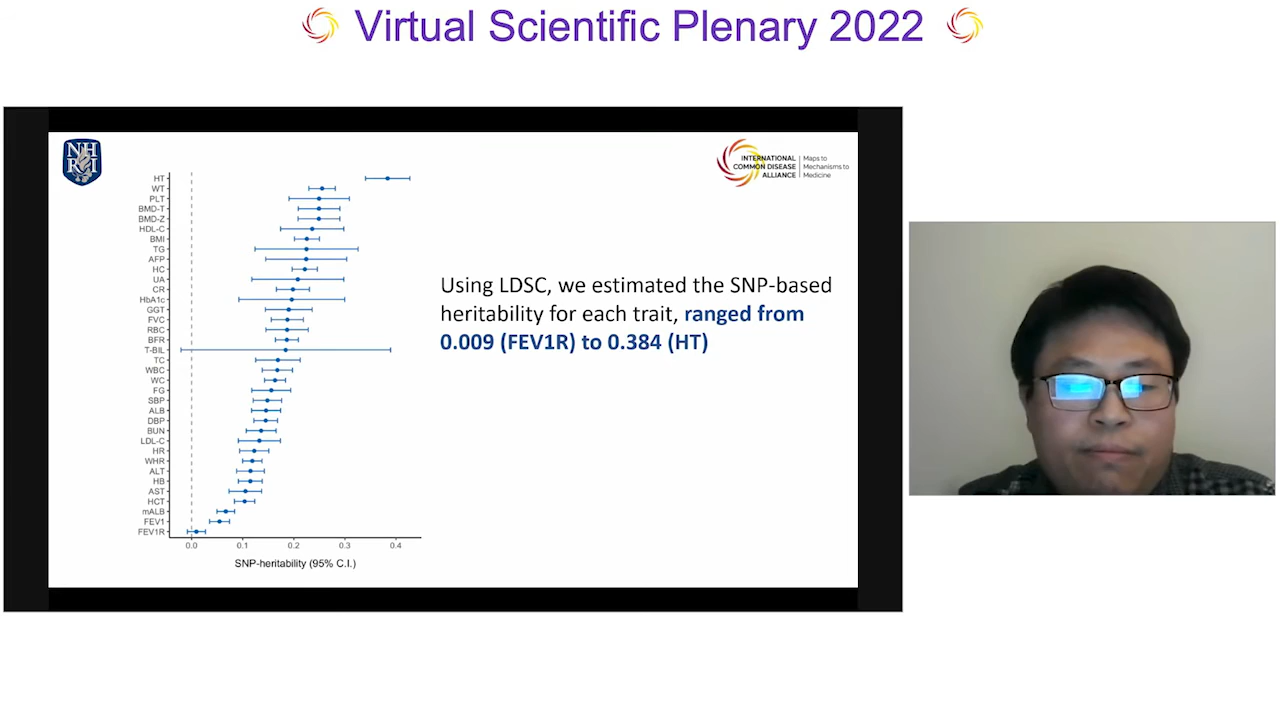 Virtual Scientific Plenary 2022
NH
RI
INTERNATIONAL
COMMON DISEASE
ALLIANCE
Maps to
Mechanisms to
Medicine
HT
WT
PLT
BMD-T
BMD-Z
HDL-C
BMI
TG
AFP
HC
UA
CR
HbA1c
GGT
FVC
RBC
BFR
T-BIL
TC
WBC
WC
FG
SBP
ALB
DBP
BUN
LDL-C
HR
WHR
ALT
HB
AST
HCT
mALB
FEV1
FEV1R
0.0 0.1 0.2 0.3 0.4
SNP-heritability (95% C.I.)
Using LDSC, we estimated the SNP-based
heritability for each trait, ranged from
0.009 (FEV1R) to 0.384 (HT)